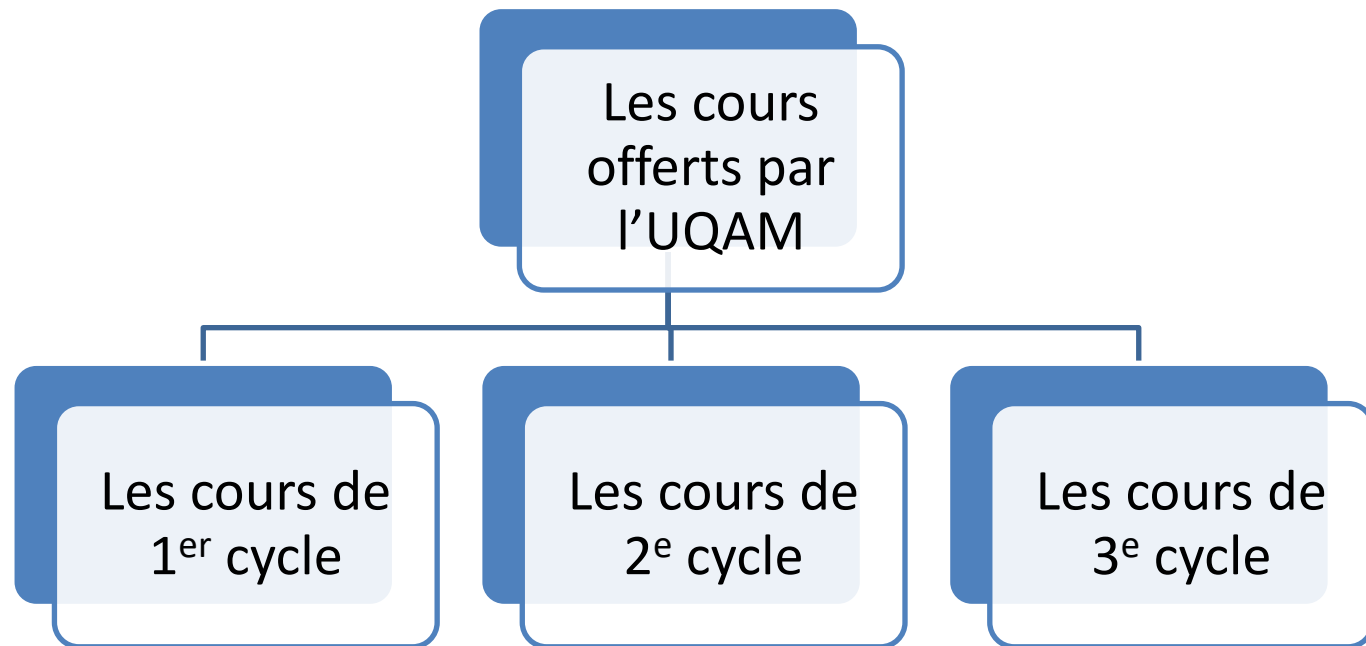 Les cours
offerts par
l’UQAM
Les cours de
1er cycle
Les cours de
2e cycle
Les cours de
3e cycle